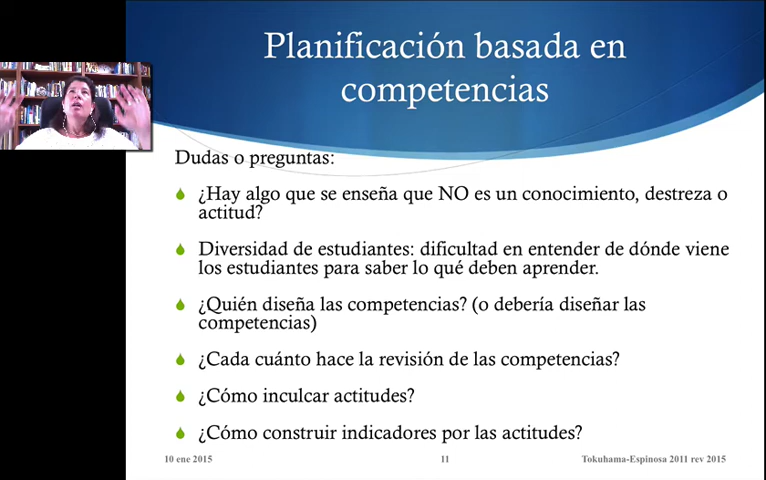 Planificación basada en
competencias
Dudas o preguntas:
¿Hay algo que se enseña que NO es un conocimiento, destreza o
actitud?
Diversidad de estudiantes: dificultad en entender de dónde viene
los estudiantes para saber lo qué deben aprender.
¿Quién diseña las competencias? (o debería diseñar las
competencias)
¿Cada cuánto hace la revisión de las competencias?
¿Cómo inculcar actitudes?
¿Cómo construir indicadores por las actitudes?
10 ene 2015
11
Tokuhama-Espinosa 2011 rev 2015